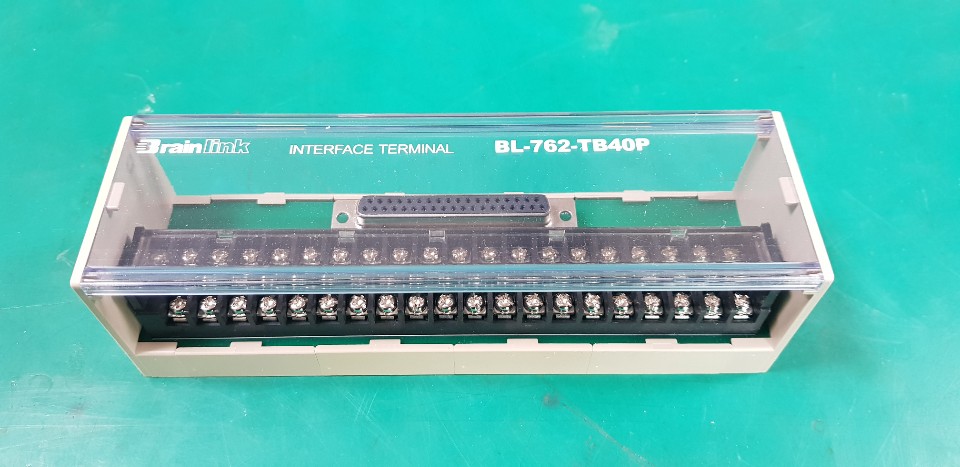 Brainlink INTERFACE TERMINAL BL-762-TB40P